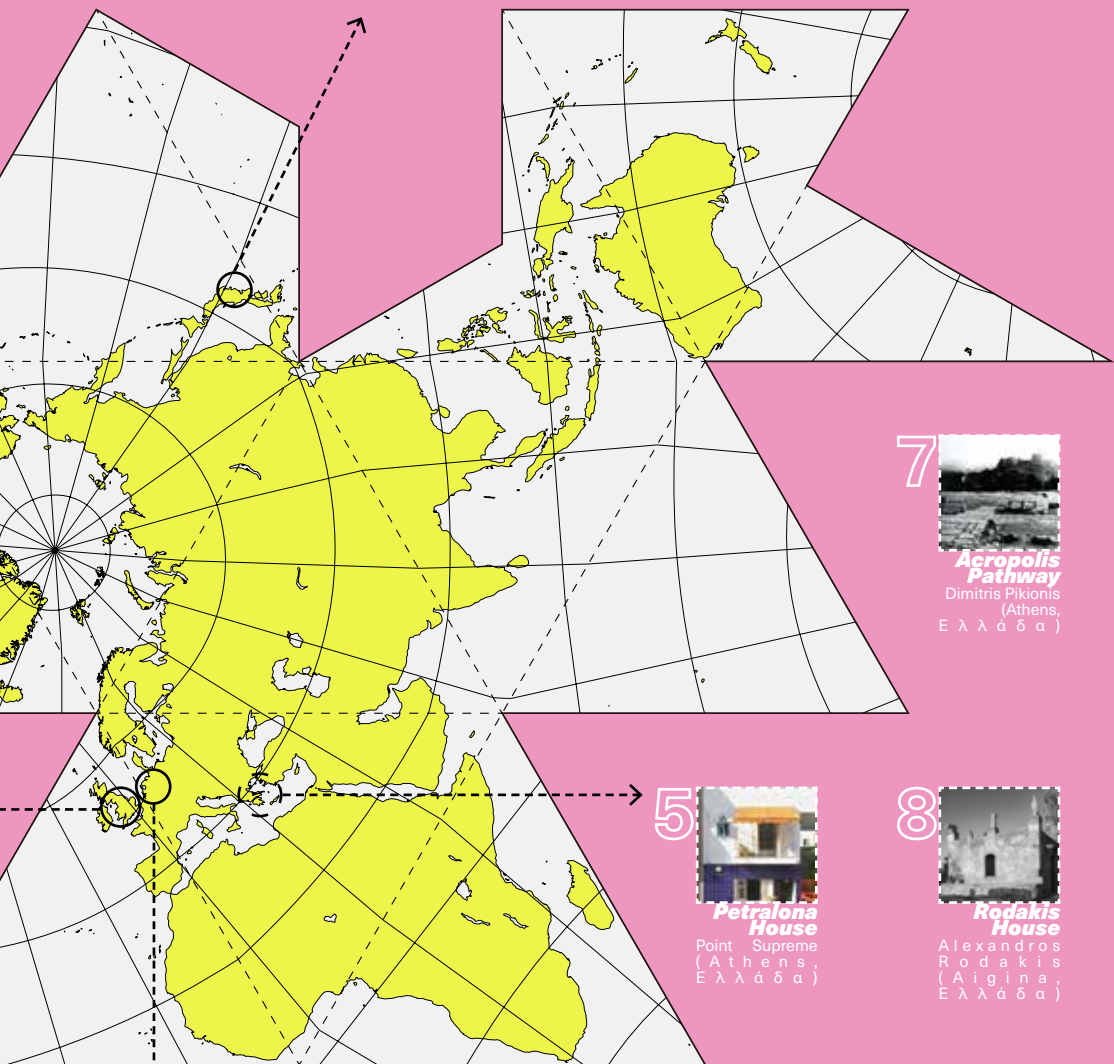 7
Acropolis
Pathway
Dimitris Pikionis
(Athens,
Ελλάδα)
5
Petralona
House
Point Supreme
(Athens,
Ελλάδα)
8
Rodakis
House
Alexandros
Rodakis
(Aigina,
Ελλάδα)